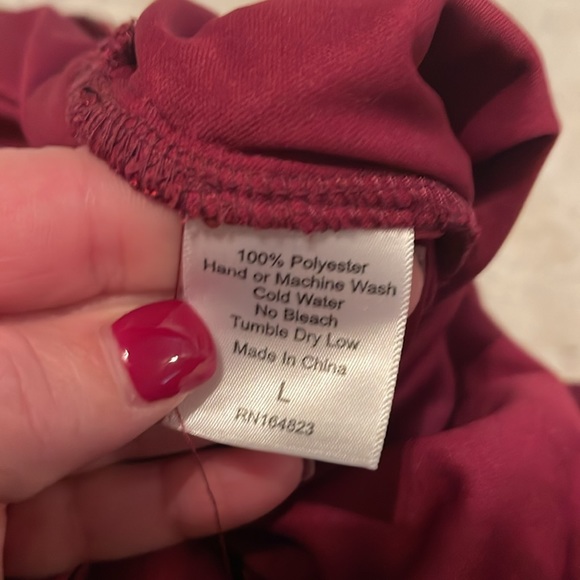 100% Polyester
Hand or Machine Wash
Cold Water
No Bleach
Tumble Dry Low
Made In China
L
RN164823